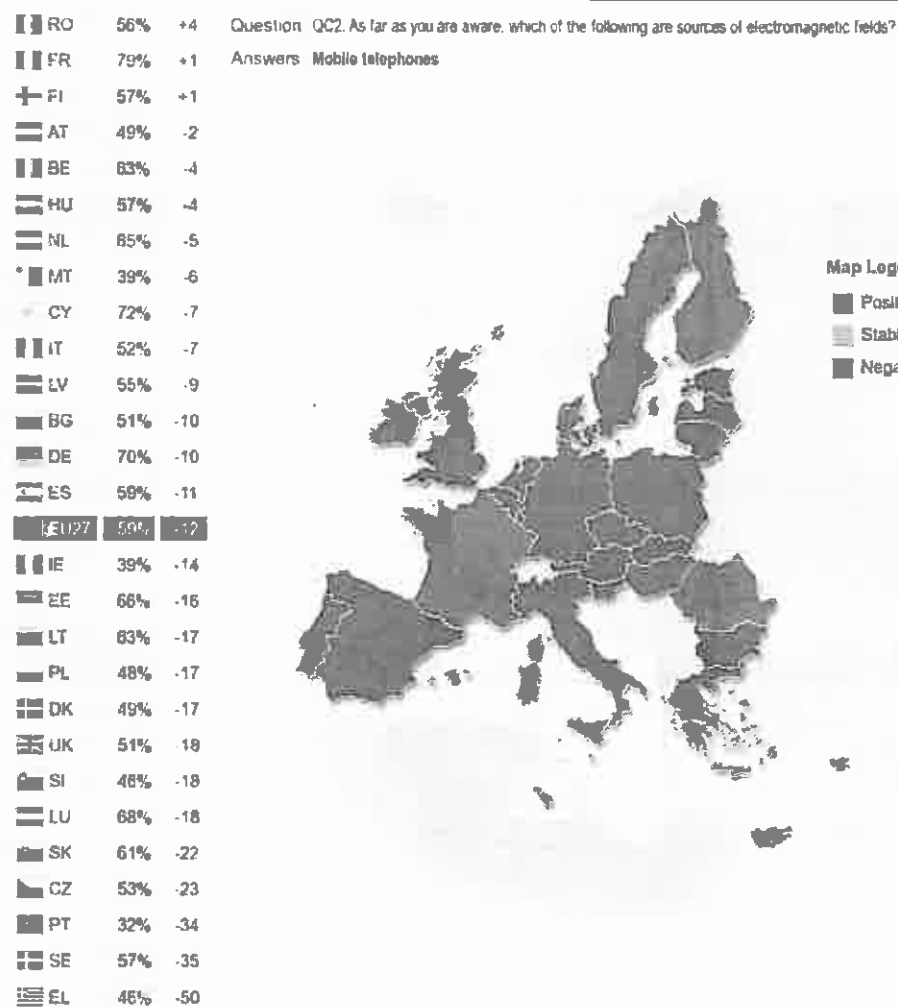 RO 56% +4
FR 79% +1
FI 57% +1
AT 49% -2
BE 63% -4
HU 57% -4
NL 65% -5
MT 39% -6
CY 72% -7
IT 52% -7
LV 55% -9
BG 51% -10
DE 70% -10
ES 59% -11
EU27 59% -12
IE 39% -14
EE 66% -16
LT 63% -17
PL 48% -17
DK 49% -17
UK 51% -18
SI 46% -18
LU 68% -18
SK 61% -22
CZ 53% -23
PT 32% -34
SE 57% -35
EL 46% -50
Question QC2. As far as you are aware, which of the following are sources of electromagnetic fields?
Answers Mobile telephones
Map Leg
Posi
Stabi
Nega